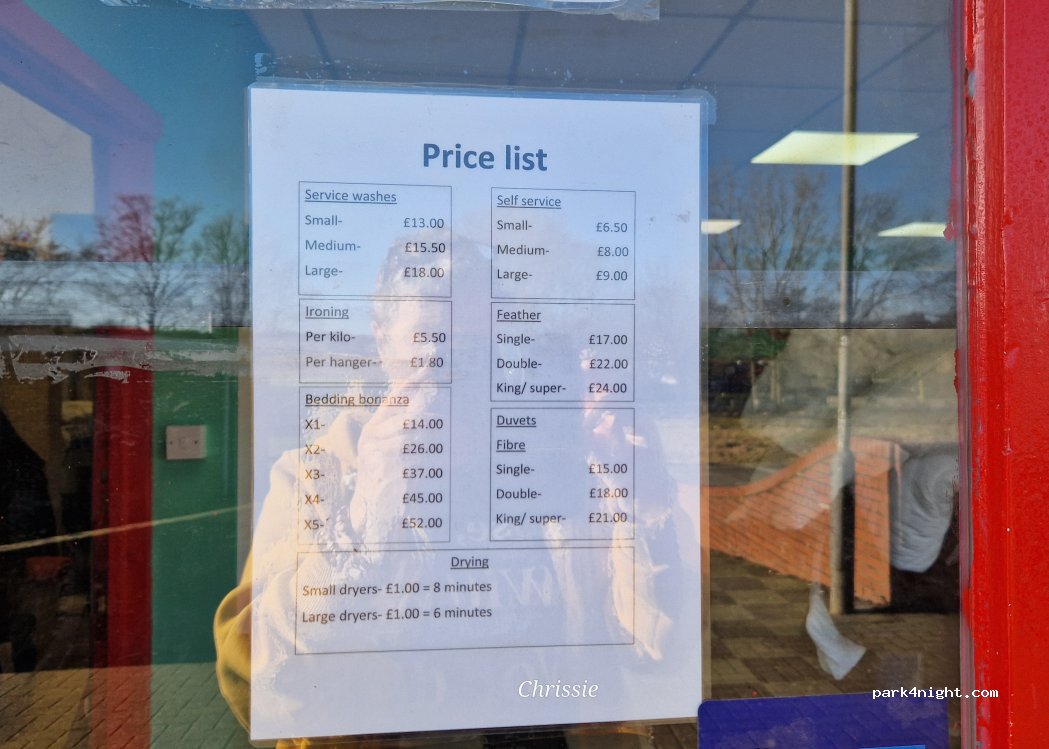 Price list
Service washes
Small- £13.00
Medium- £15.50
Large- £18.00
Ironing
Per kilo- £5.50
Per hanger-- £1.80
Bedding bonanza
X1- £14.00
X2- £26.00
X3- £37.00
X4- £45.00
X5- £52.00
Self service
Small- £6.50
Medium- £8.00
Large- £9.00
Feather
Single- £17.00
Double- £22.00
King/ super- £24.00
Duvets
Fibre
Single- £15.00
Double- £18.00
King/ super- £21.00
Drying
Small dryers- £1.00 = 8 minutes
Large dryers- £1.00 = 6 minutes
Chrissie
park4night.com